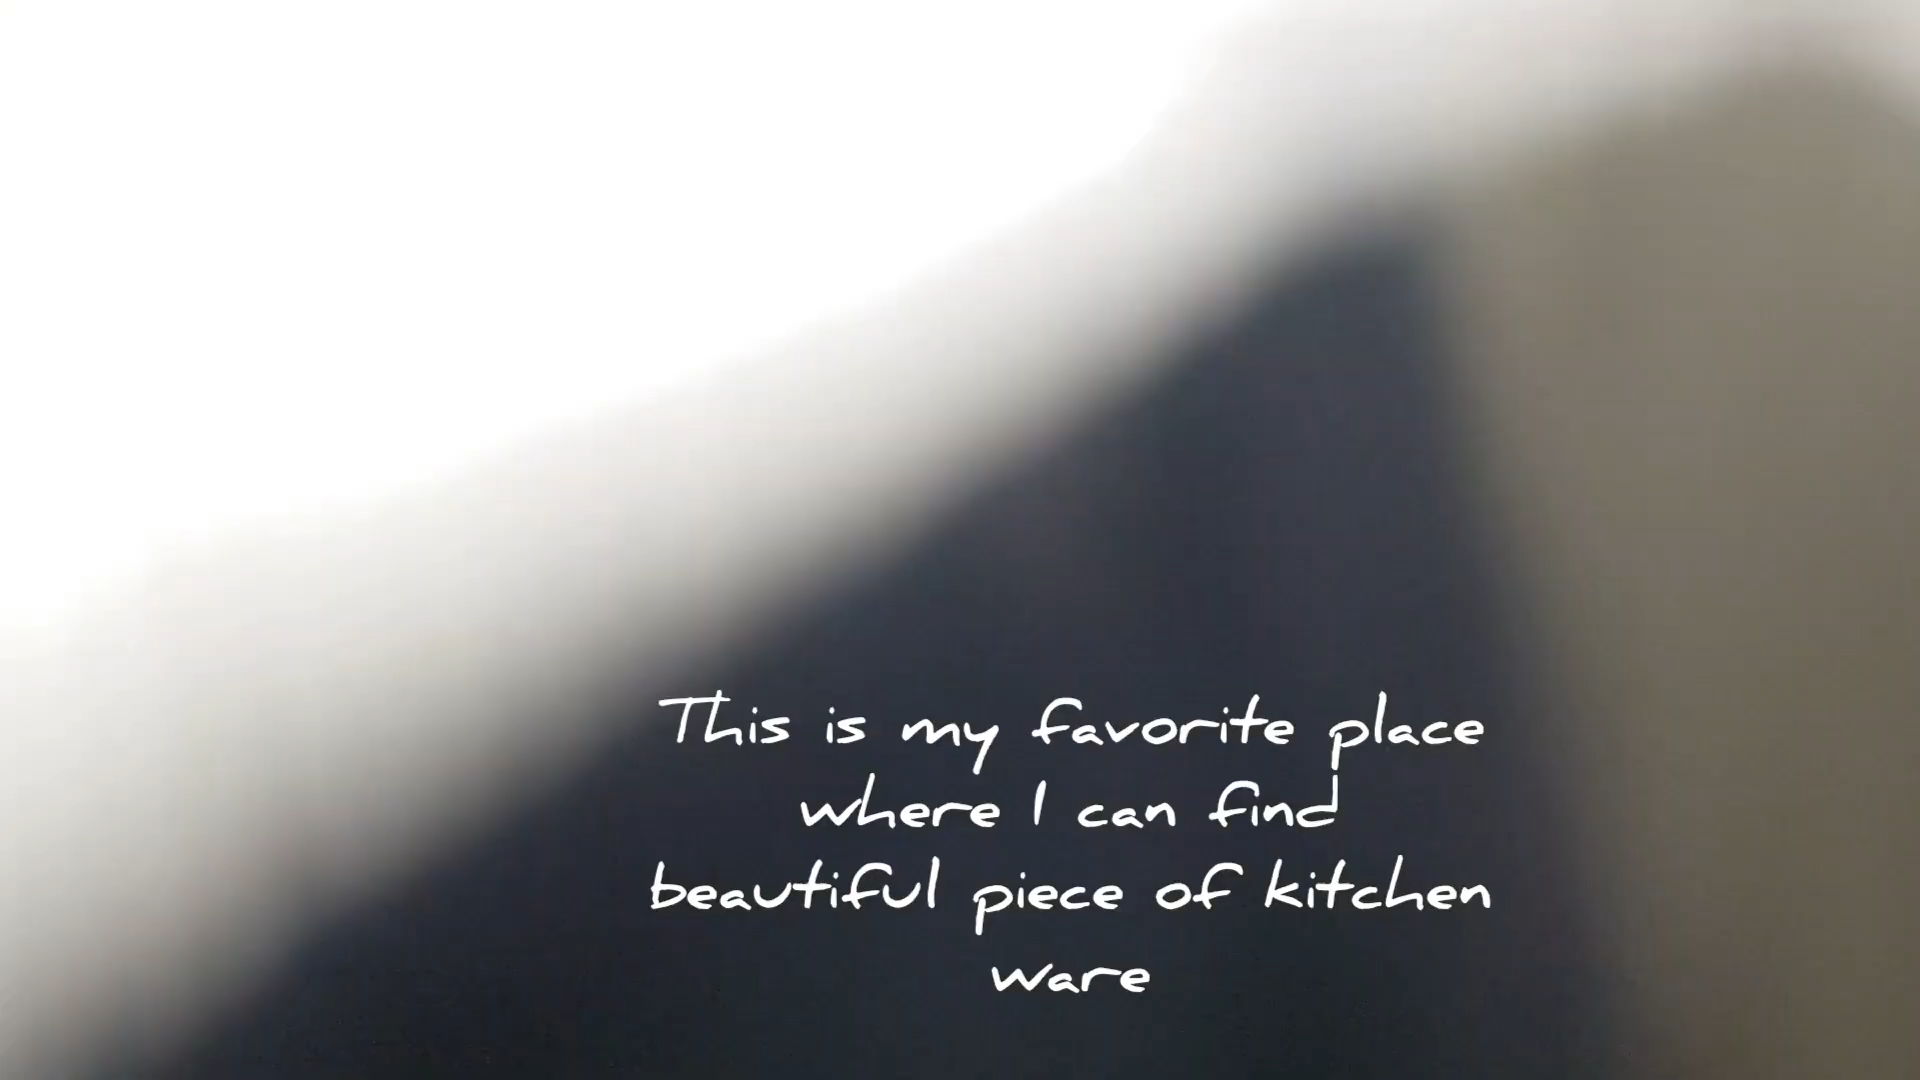 This is my favorite place
where I can find
beautiful piece of kitchen
ware